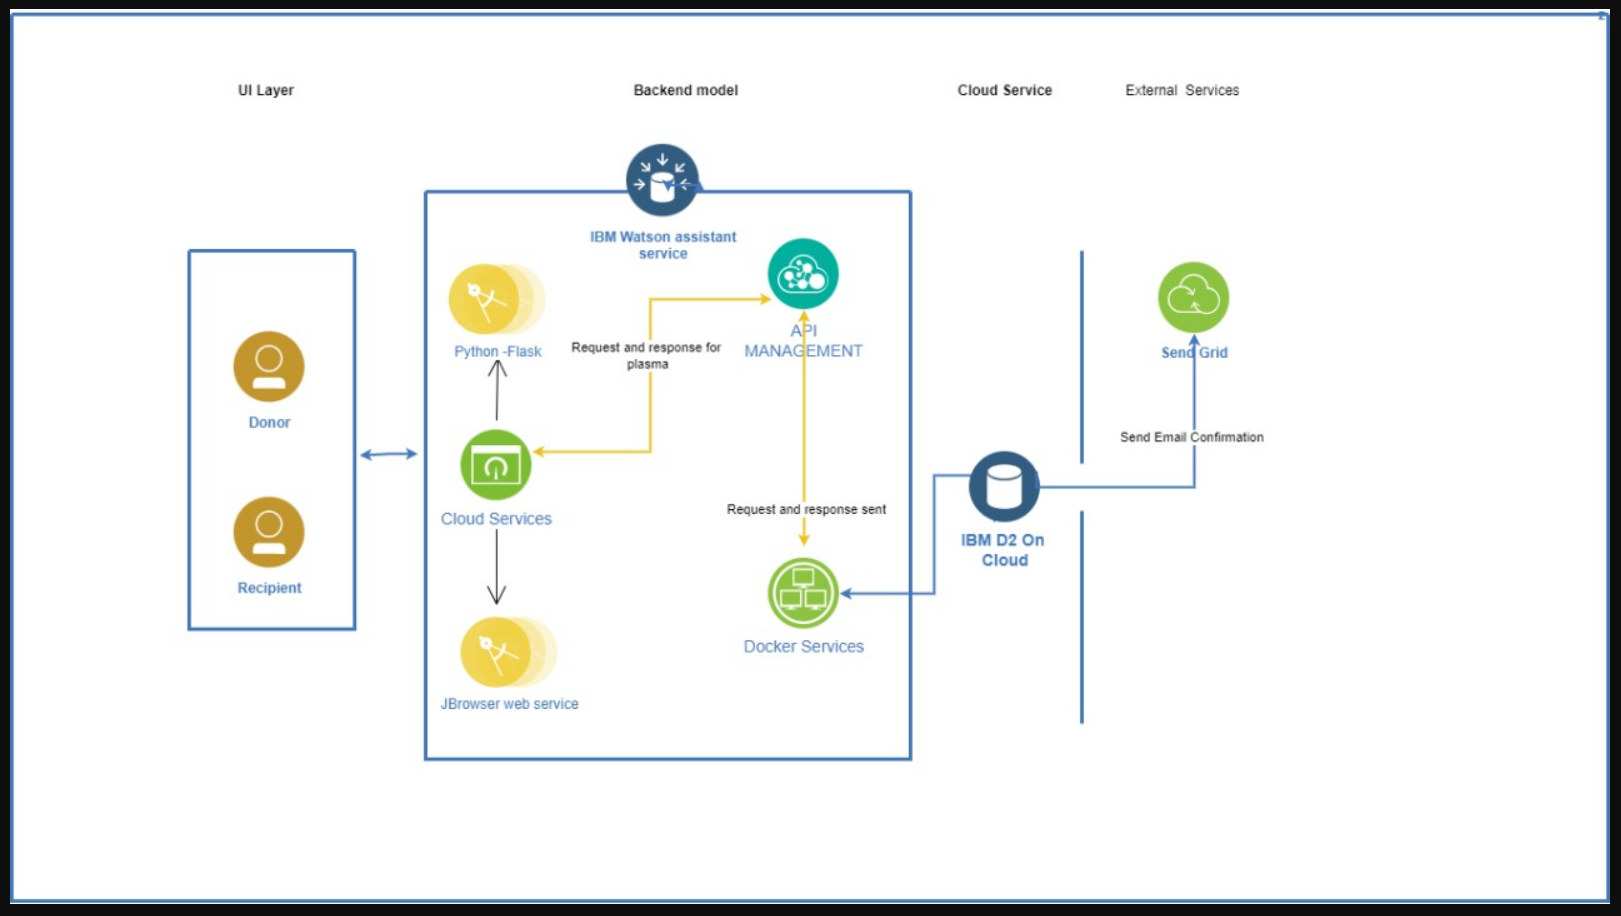 UI Layer
Backend model
Cloud Service
External  Services
IBM Watson assistant
service
Python -Flask
Request and response for
plasma
API
MANAGEMENT
Send Grid
Donor
Send Email Confirmation
Cloud Services
Request and response sent
IBM D2 On
Cloud
Recipient
Docker Services
JBrowser web service